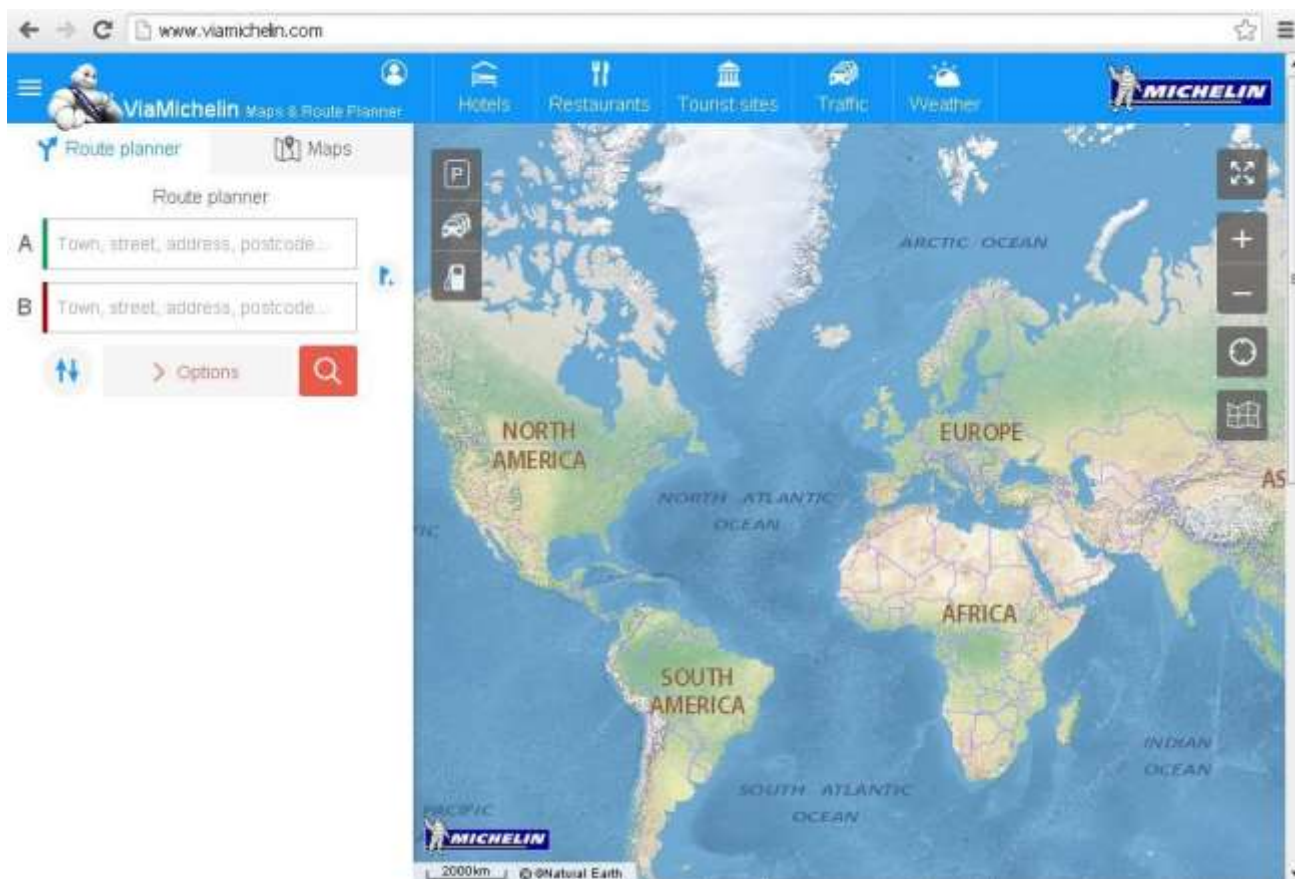 www.viamichelin.com
ViaMichelin Maps & Route Planner
Hotels
Restaurants
Tourist sites
Traffic
Weather
MICHELIN
Route planner
Maps
Route planner
A
Town, street, address, postcode...
B
Town, street, address, postcode...
Options
P
ARCTIC OCEAN
NORTH
AMERICA
EUROPE
AS
NORTH ATLANTIC
OCEAN
AFRICA
SOUTH
AMERICA
INDIAN
OCEAN
SOUTH ATLANTIC
OCEAN
PACIFIC
MICHELIN
2000km
© @Natural Earth